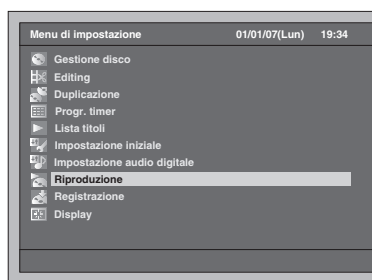 Menu di impostazione 01/01/07(Lun) 19:34
Gestione disco
Editing
Duplicazione
Progr. timer
Lista titoli
Impostazione iniziale
Impostazione audio digitale
Riproduzione
Registrazione
Display